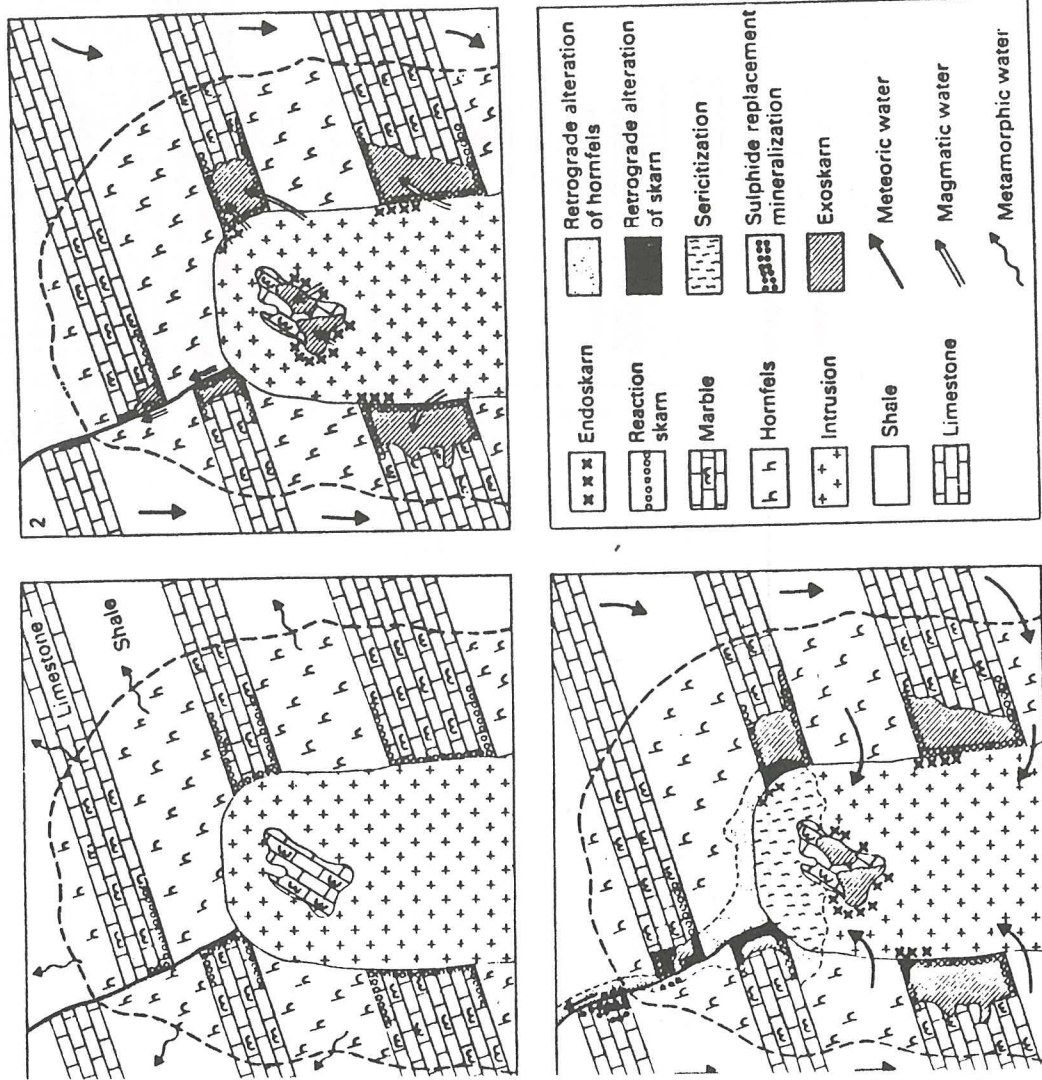 Limestone
Shale
2
Endoskarn
Reaction
skarn
Marble
Hornfels
Intrusion
Shale
Limestone
Retrograde alteration
of hornfels
Retrograde alteration
of skarn
Sericitization
Sulphide replacement
mineralization
Exoskarn
Meteoric water
Magmatic water
Metamorphic water